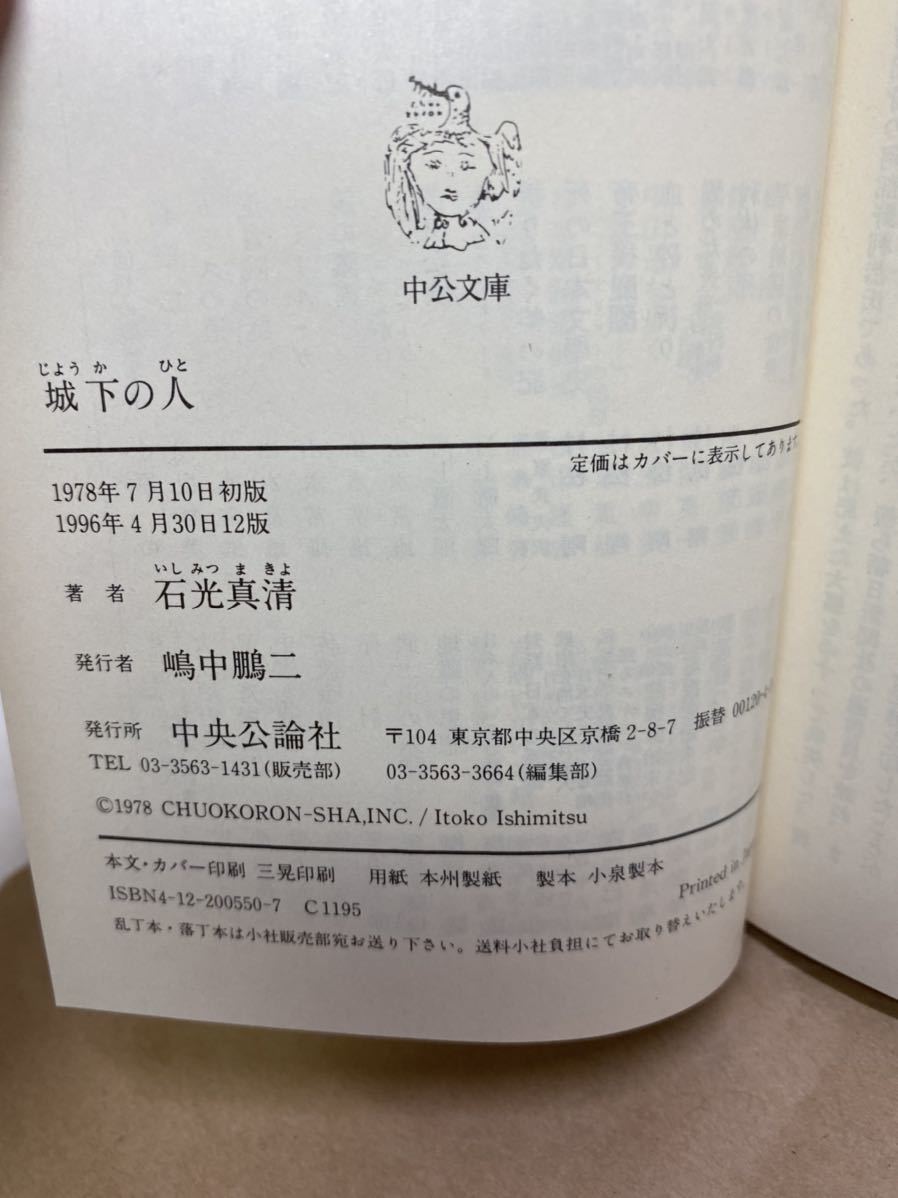 中公文庫
じょうか ひと
城下の人
定価はカバーに表示してあります。
1978年7月10日初版
1996年4月30日12版
いしみつ まきよ
著者 石光真清
発行者 嶋中鵬二
発行所 中央公論社 〒104 東京都中央区京橋2-8-7 振替 00120-4-
TEL 03-3563-1431(販売部) 03-3563-3664(編集部)
©1978 CHUOKORON-SHA,INC. / Itoko Ishimitsu
本文・カバー印刷 三晃印刷 用紙 本州製紙 製本 小泉製本
Printed in
ISBN4-12-200550-7 C1195
乱丁本・落丁本は小社販売部宛お送り下さい。送料小社負担にてお取り替えいたします。